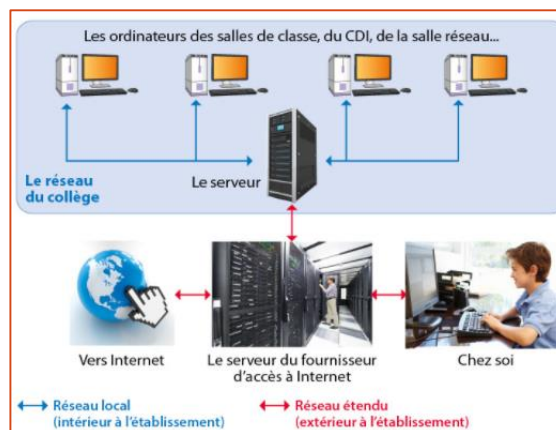 Les ordinateurs des salles de classe, du CDI, de la salle réseau...
Le réseau
du collège
Le serveur
Vers Internet
Le serveur du fournisseur
d'accès à Internet
Chez soi
Réseau local
(intérieur à l'établissement)
Réseau étendu
(extérieur à l'établissement)